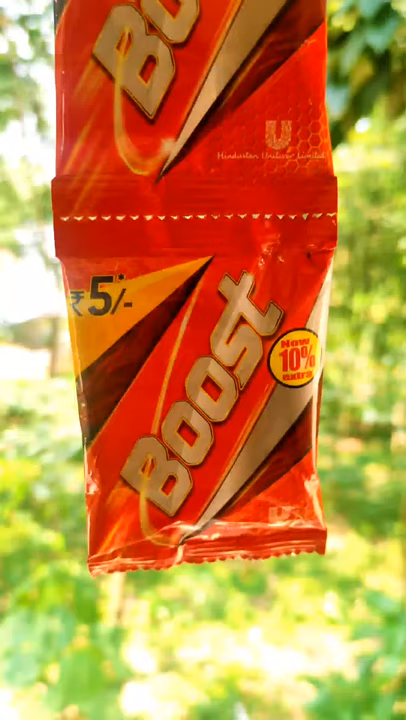 Boost
U
Hindustan Unilever Limited
₹5/-
Boost
Now
10%
extra